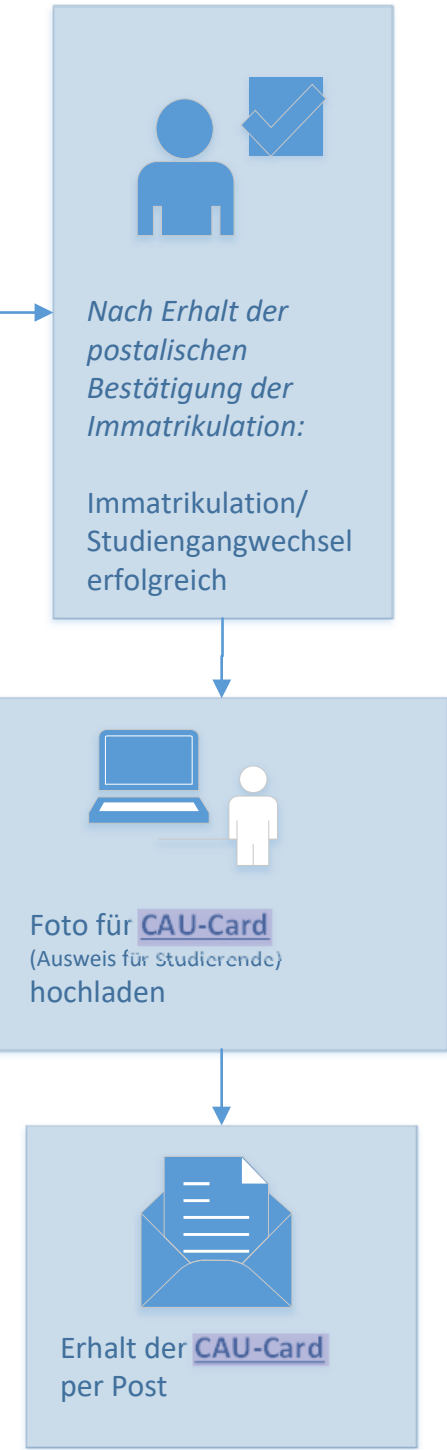 Nach Erhalt der
postalischen
Bestätigung der
Immatrikulation:
Immatrikulation/
Studiengangwechsel
erfolgreich
Foto für CAU-Card
(Ausweis für Studierende)
hochladen
Erhalt der CAU-Card
per Post